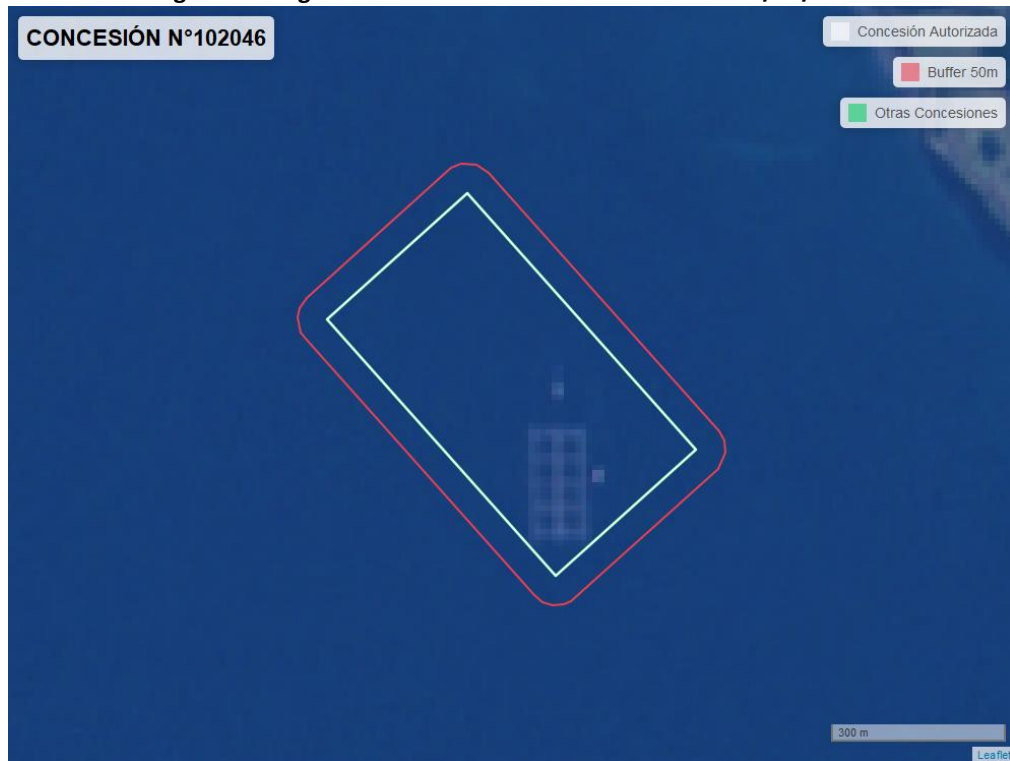 CONCESIÓN N°102046
Concesión Autorizada
Buffer 50m
Otras Concesiones
300 m
Leaflet